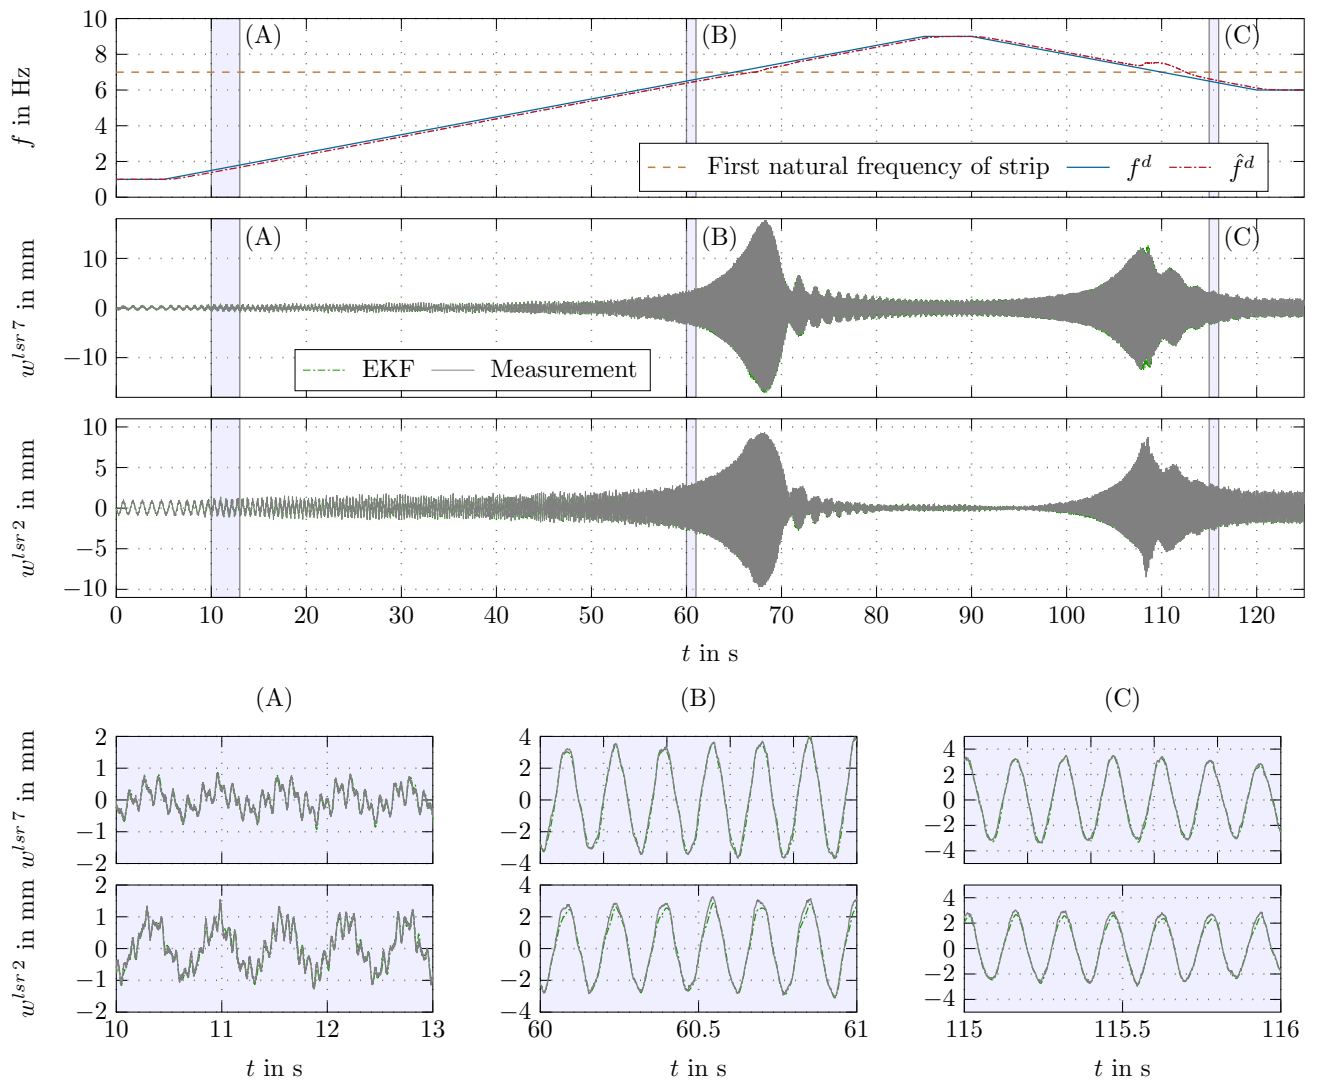 10
8
6
4
2
0
f in Hz
(A)
(B)
(C)
First natural frequency of strip
f^d
f̂^d
10
0
−10
w^{lsr 7} in mm
(A)
(B)
(C)
EKF
Measurement
10
5
0
−5
−10
w^{lsr 2} in mm
0 10 20 30 40 50 60 70 80 90 100 110 120
t in s
(A)
(B)
(C)
2
1
0
−1
−2
w^{lsr 7} in mm
4
2
0
−2
−4
4
2
0
−2
−4
2
1
0
−1
−2
w^{lsr 2} in mm
10 11 12 13
t in s
4
2
0
−2
−4
60 60.5 61
t in s
4
2
0
−2
−4
115 115.5 116
t in s